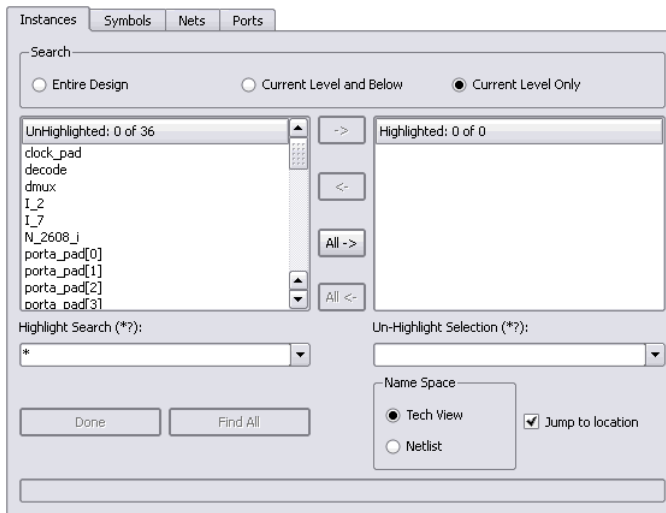 Instances Symbols Nets Ports
Search
Entire Design Current Level and Below Current Level Only
UnHighlighted: 0 of 36
clock_pad
decode
dmux
I_2
I_7
N_2608_i
porta_pad[0]
porta_pad[1]
porta_pad[2]
porta_pad[3]
->
<-
All ->
All <-
Highlighted: 0 of 0
Highlight Search (*?):
*
Un-Highlight Selection (*?):
Done Find All
Name Space
Tech View
Netlist
Jump to location